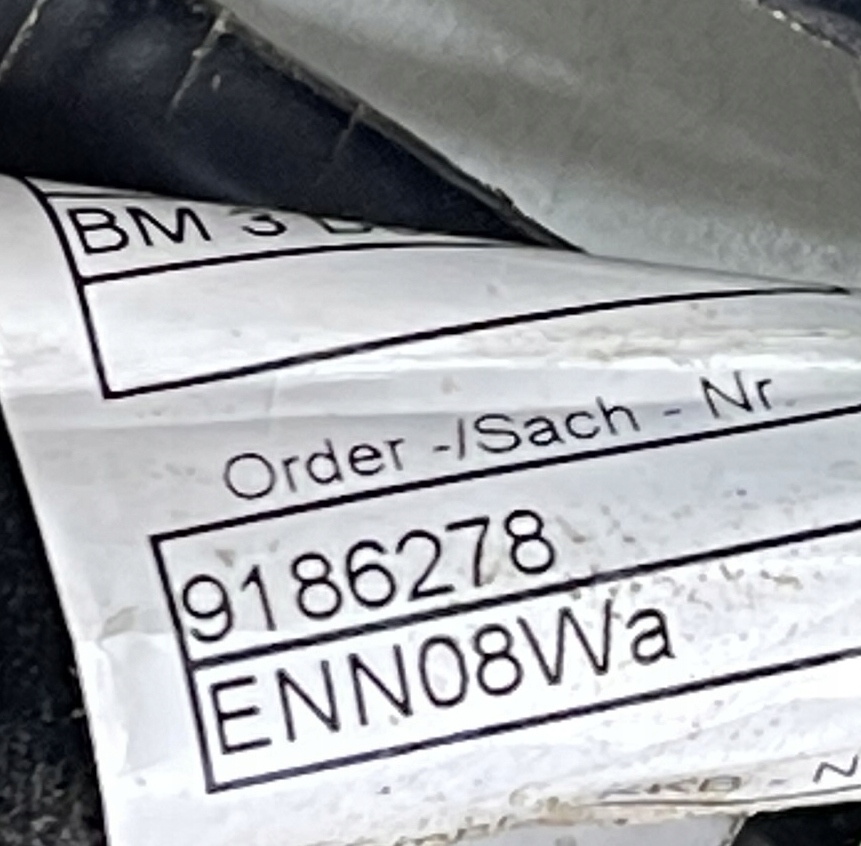 BM 3
Order -/Sach - Nr.
9186278
ENN08Wa